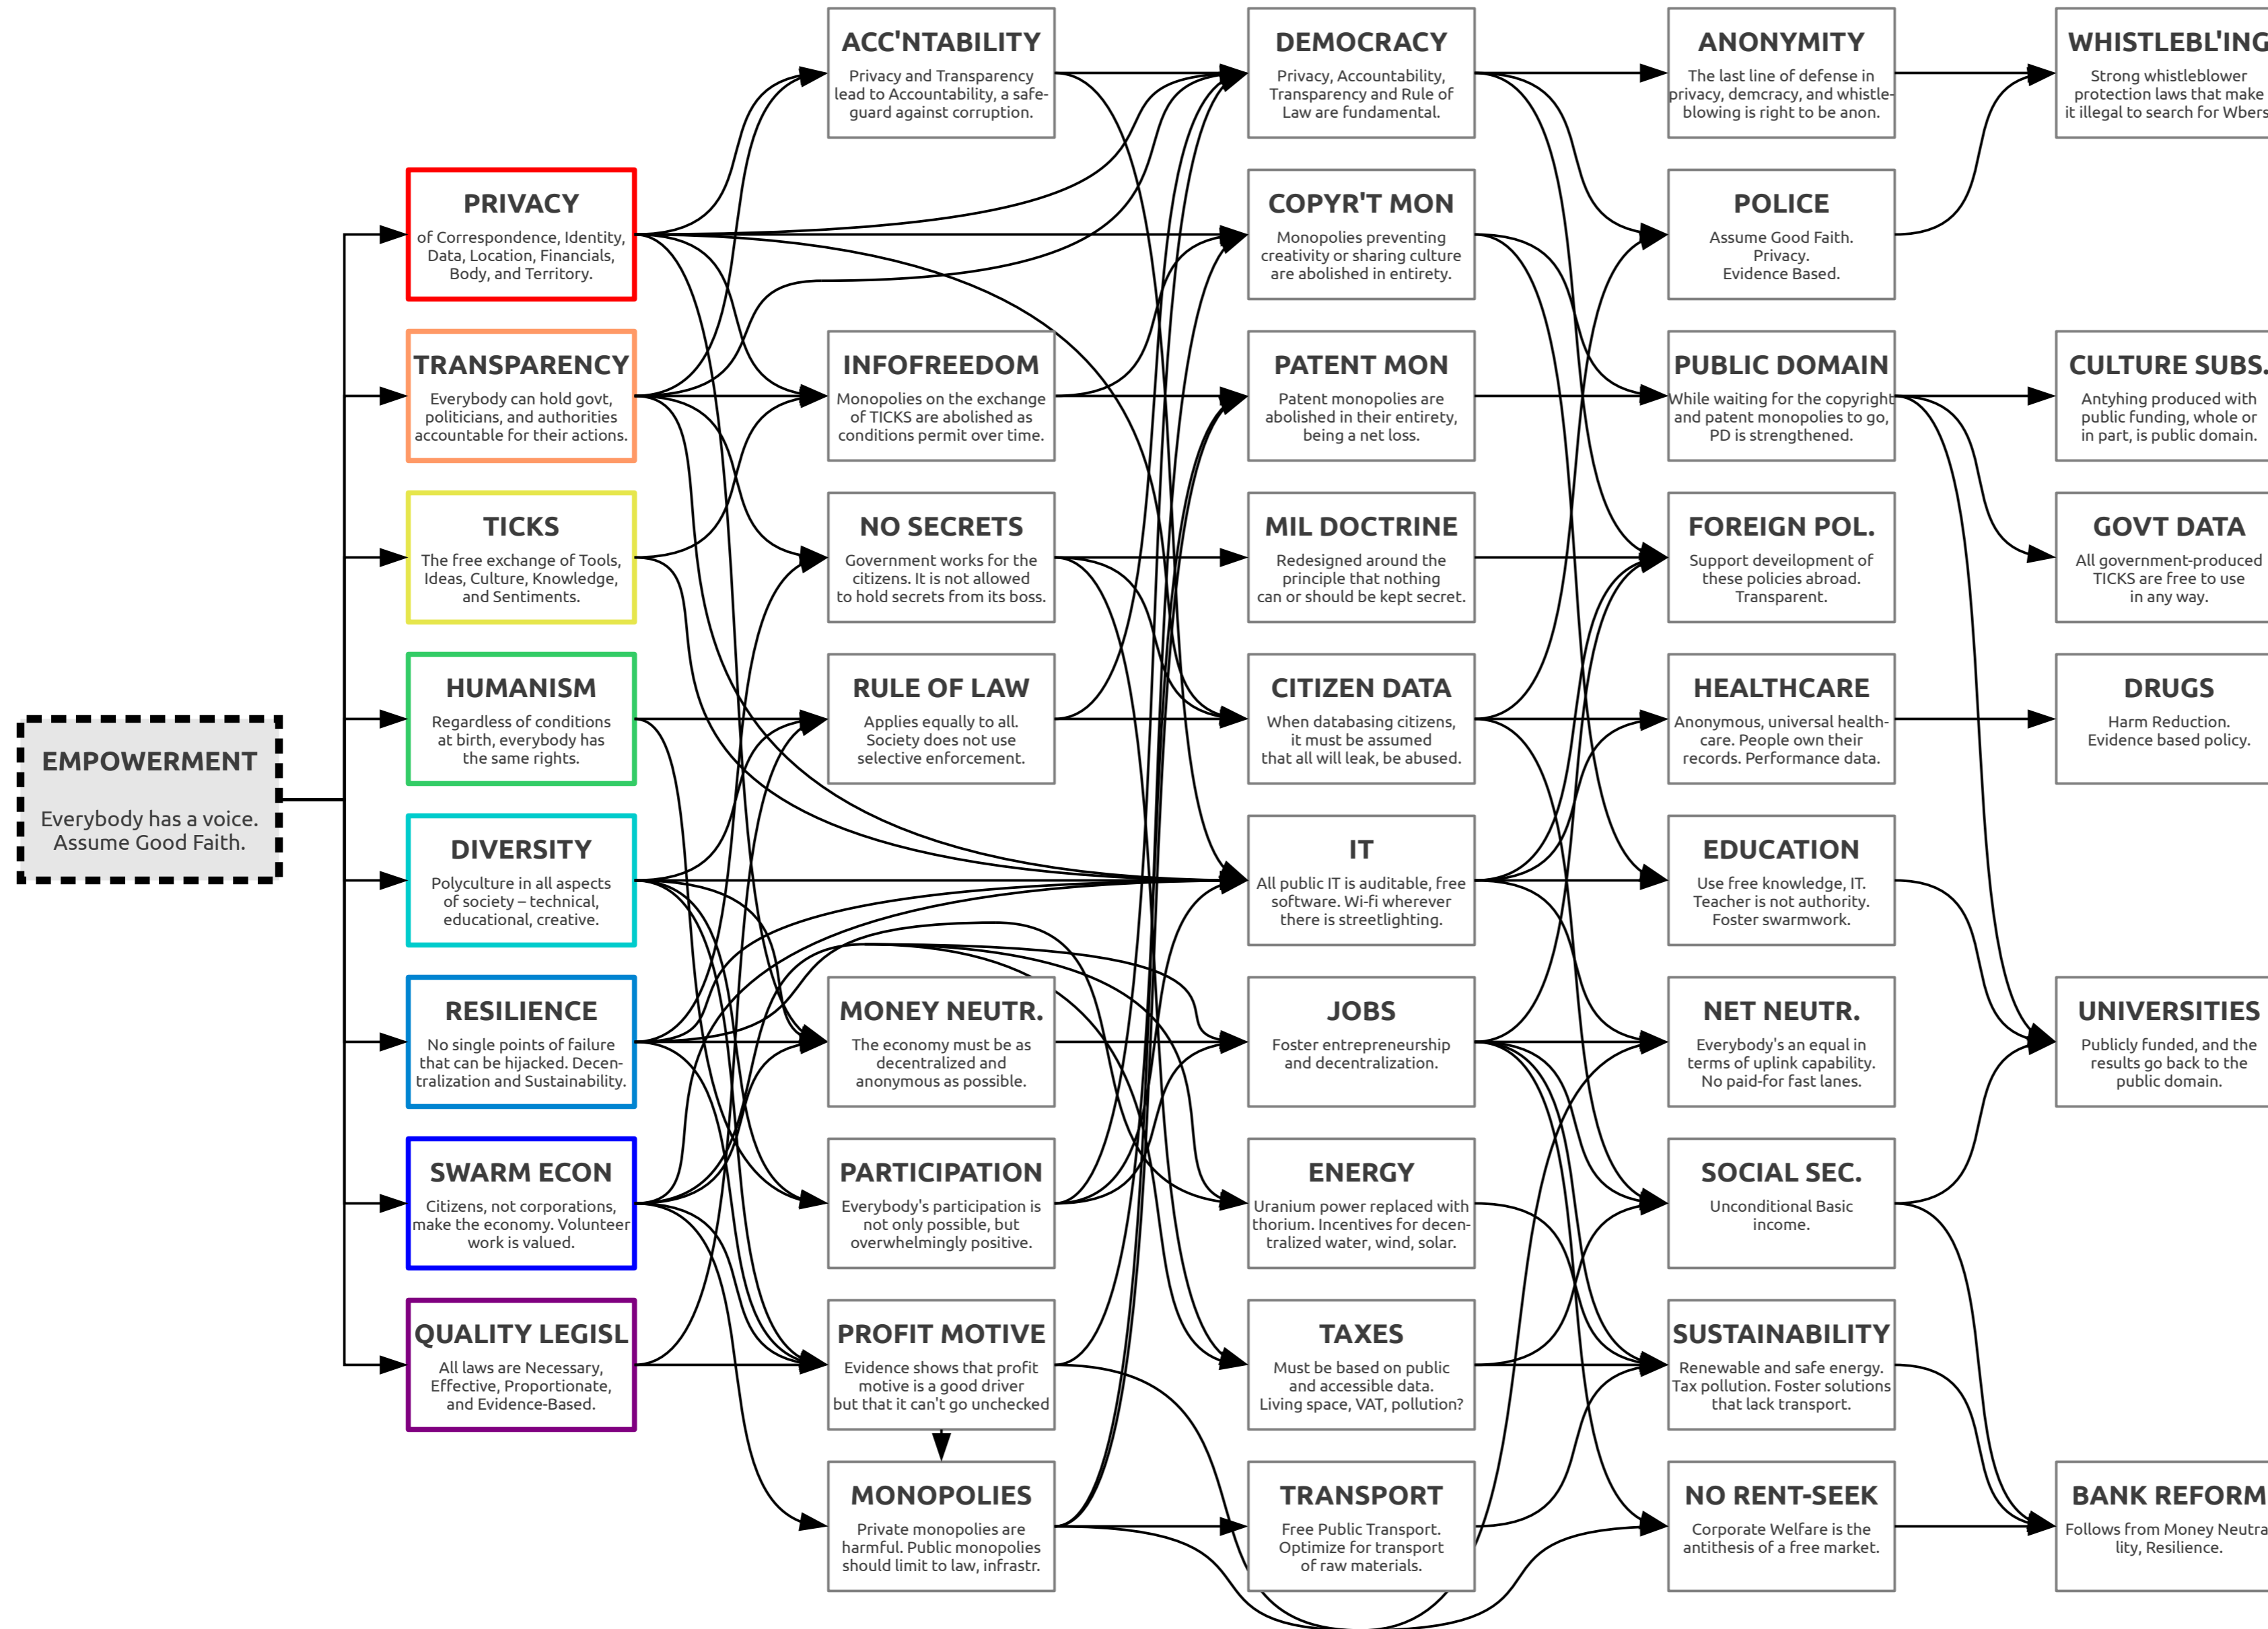 EMPOWERMENT
Everybody has a voice.
Assume Good Faith.
PRIVACY
of Correspondence, Identity,
Data, Location, Financials,
Body, and Territory.
TRANSPARENCY
Everybody can hold govt,
politicians, and authorities
accountable for their actions.
TICKS
The free exchange of Tools,
Ideas, Culture, Knowledge,
and Sentiments.
HUMANISM
Regardless of conditions
at birth, everybody has
the same rights.
DIVERSITY
Polyculture in all aspects
of society – technical,
educational, creative.
RESILIENCE
No single points of failure
that can be hijacked. Decen-
tralization and Sustainability.
SWARM ECON
Citizens, not corporations,
make the economy. Volunteer
work is valued.
QUALITY LEGISL
All laws are Necessary,
Effective, Proportionate,
and Evidence-Based.
ACC'NTABILITY
Privacy and Transparency
lead to Accountability, a safe-
guard against corruption.
INFOFREEDOM
Monopolies on the exchange
of TICKS are abolished as
conditions permit over time.
NO SECRETS
Government works for the
citizens. It is not allowed
to hold secrets from its boss.
RULE OF LAW
Applies equally to all.
Society does not use
selective enforcement.
MONEY NEUTR.
The economy must be as
decentralized and
anonymous as possible.
PARTICIPATION
Everybody's participation is
not only possible, but
overwhelmingly positive.
PROFIT MOTIVE
Evidence shows that profit
motive is a good driver
but that it can't go unchecked
MONOPOLIES
Private monopolies are
harmful. Public monopolies
should limit to law, infrastr.
DEMOCRACY
Privacy, Accountability,
Transparency and Rule of
Law are fundamental.
COPYR'T MON
Monopolies preventing
creativity or sharing culture
are abolished in entirety.
PATENT MON
Patent monopolies are
abolished in their entirety,
being a net loss.
MIL DOCTRINE
Redesigned around the
principle that nothing
can or should be kept secret.
CITIZEN DATA
When databasing citizens,
it must be assumed
that all will leak, be abused.
IT
All public IT is auditable, free
software. Wi-fi wherever
there is streetlighting.
JOBS
Foster entrepreneurship
and decentralization.
ENERGY
Uranium power replaced with
thorium. Incentives for decen-
tralized water, wind, solar.
TAXES
Must be based on public
and accessible data.
Living space, VAT, pollution?
TRANSPORT
Free Public Transport.
Optimize for transport
of raw materials.
ANONYMITY
The last line of defense in
privacy, demcracy, and whistle-
blowing is right to be anon.
POLICE
Assume Good Faith.
Privacy.
Evidence Based.
PUBLIC DOMAIN
While waiting for the copyright
and patent monopolies to go,
PD is strengthened.
FOREIGN POL.
Support deveilopment of
these policies abroad.
Transparent.
HEALTHCARE
Anonymous, universal health-
care. People own their
records. Performance data.
EDUCATION
Use free knowledge, IT.
Teacher is not authority.
Foster swarmwork.
NET NEUTR.
Everybody's an equal in
terms of uplink capability.
No paid-for fast lanes.
SOCIAL SEC.
Unconditional Basic
income.
SUSTAINABILITY
Renewable and safe energy.
Tax pollution. Foster solutions
that lack transport.
NO RENT-SEEK
Corporate Welfare is the
antithesis of a free market.
WHISTLEBL'ING
Strong whistleblower
protection laws that make
it illegal to search for Wbers
CULTURE SUBS.
Antyhing produced with
public funding, whole or
in part, is public domain.
GOVT DATA
All government-produced
TICKS are free to use
in any way.
DRUGS
Harm Reduction.
Evidence based policy.
UNIVERSITIES
Publicly funded, and the
results go back to the
public domain.
BANK REFORM
Follows from Money Neutra
lity, Resilience.